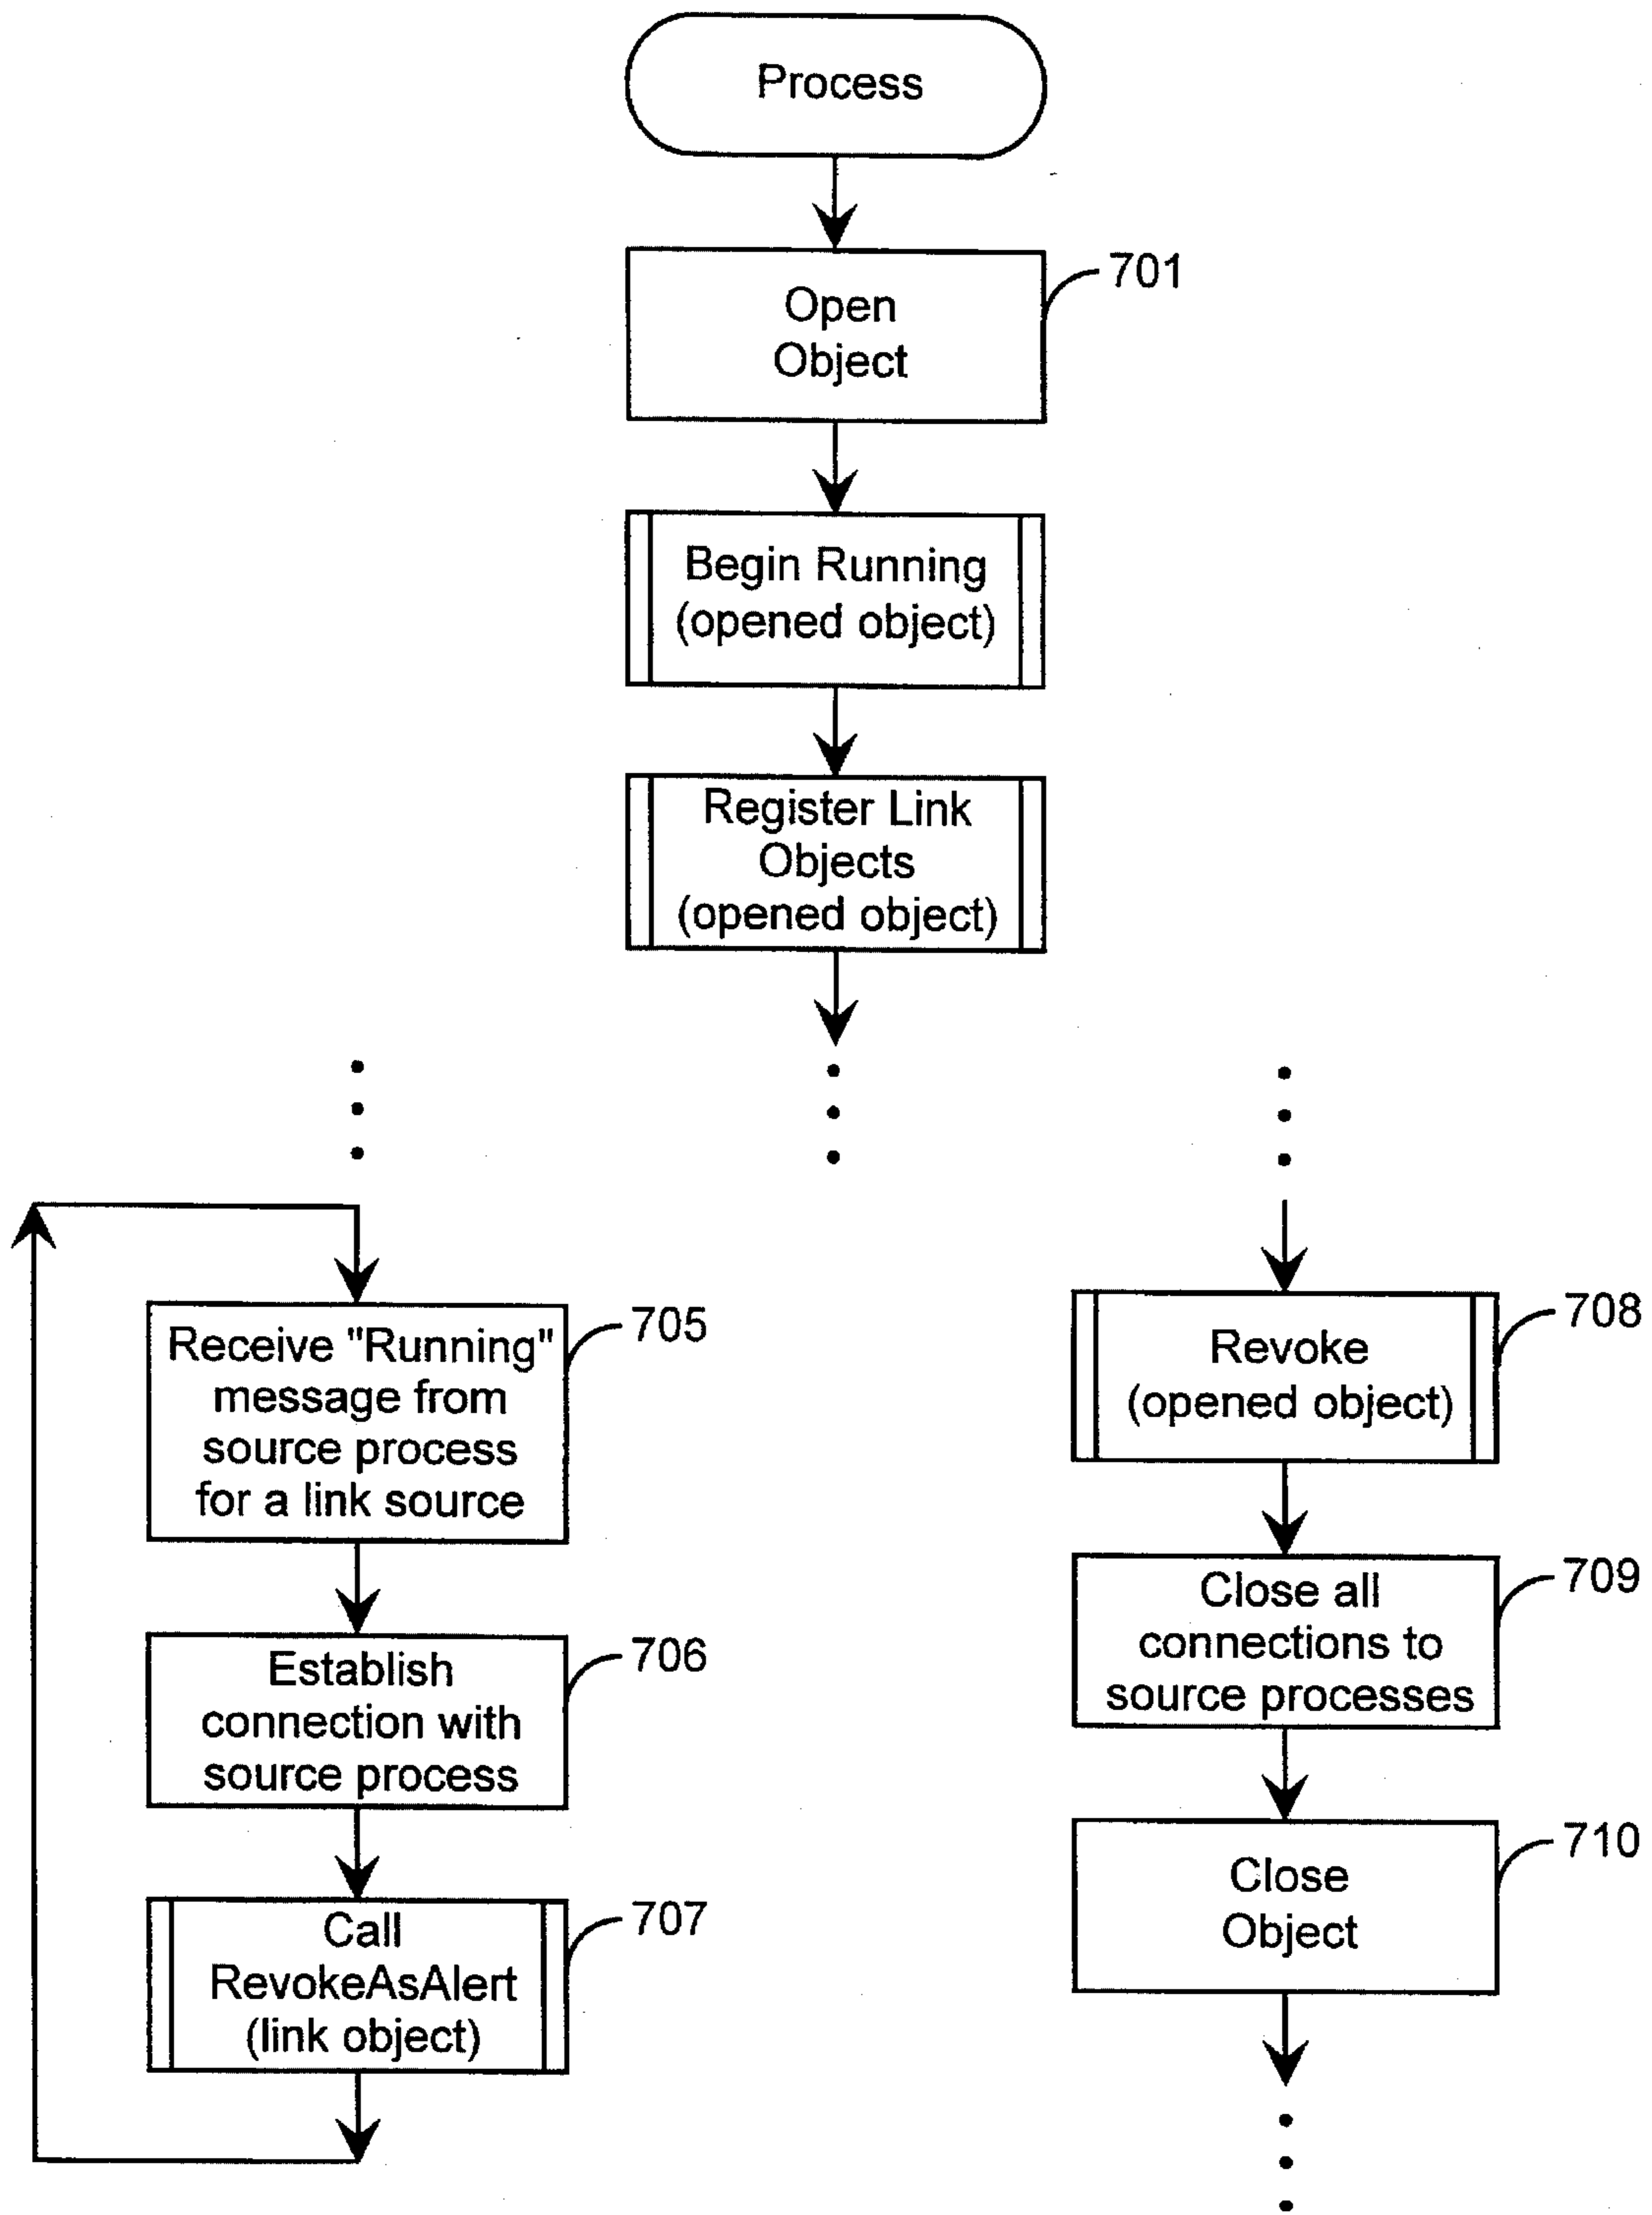 Process
Open
Object
701
Begin Running
(opened object)
Register Link
Objects
(opened object)
Receive "Running"
message from
source process
for a link source
705
Establish
connection with
source process
706
Call
RevokeAsAlert
(link object)
707
Revoke
(opened object)
708
Close all
connections to
source processes
709
Close
Object
710